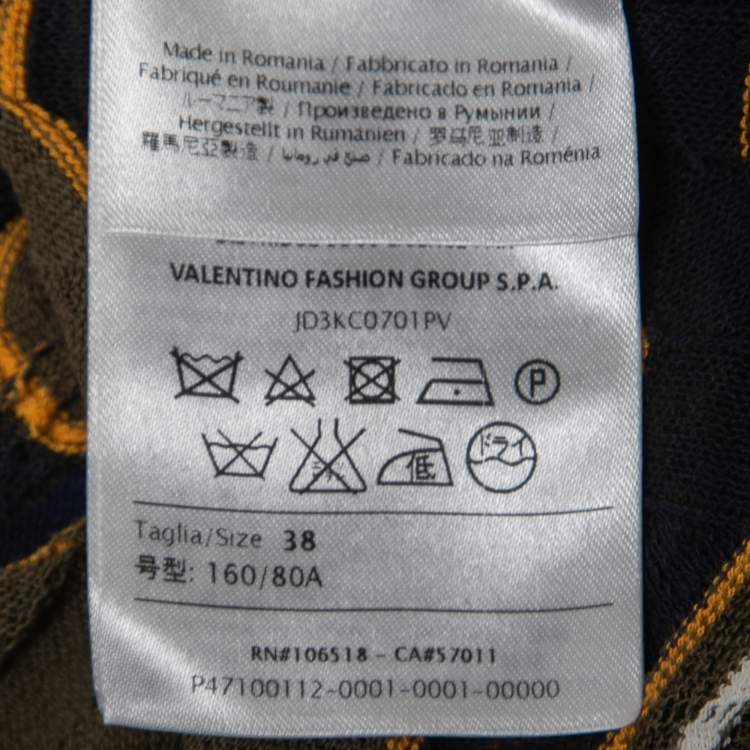 Made in Romania / Fabbricato in Romania /
Fabriqué en Roumanie / Fabricado en Romania /
ルーマニア製 / Произведено в Румынии /
Hergestellt in Rumänien / 罗马尼亚制造 /
羅馬尼亞製造 / صنع في رومانيا / Fabricado na Roménia
VALENTINO FASHION GROUP S.P.A.
JD3KC0701PV
P
低 ドライ
Taglia/Size 38
号型: 160/80A
RN#106518 - CA#57011
P47100112-0001-0001-00000